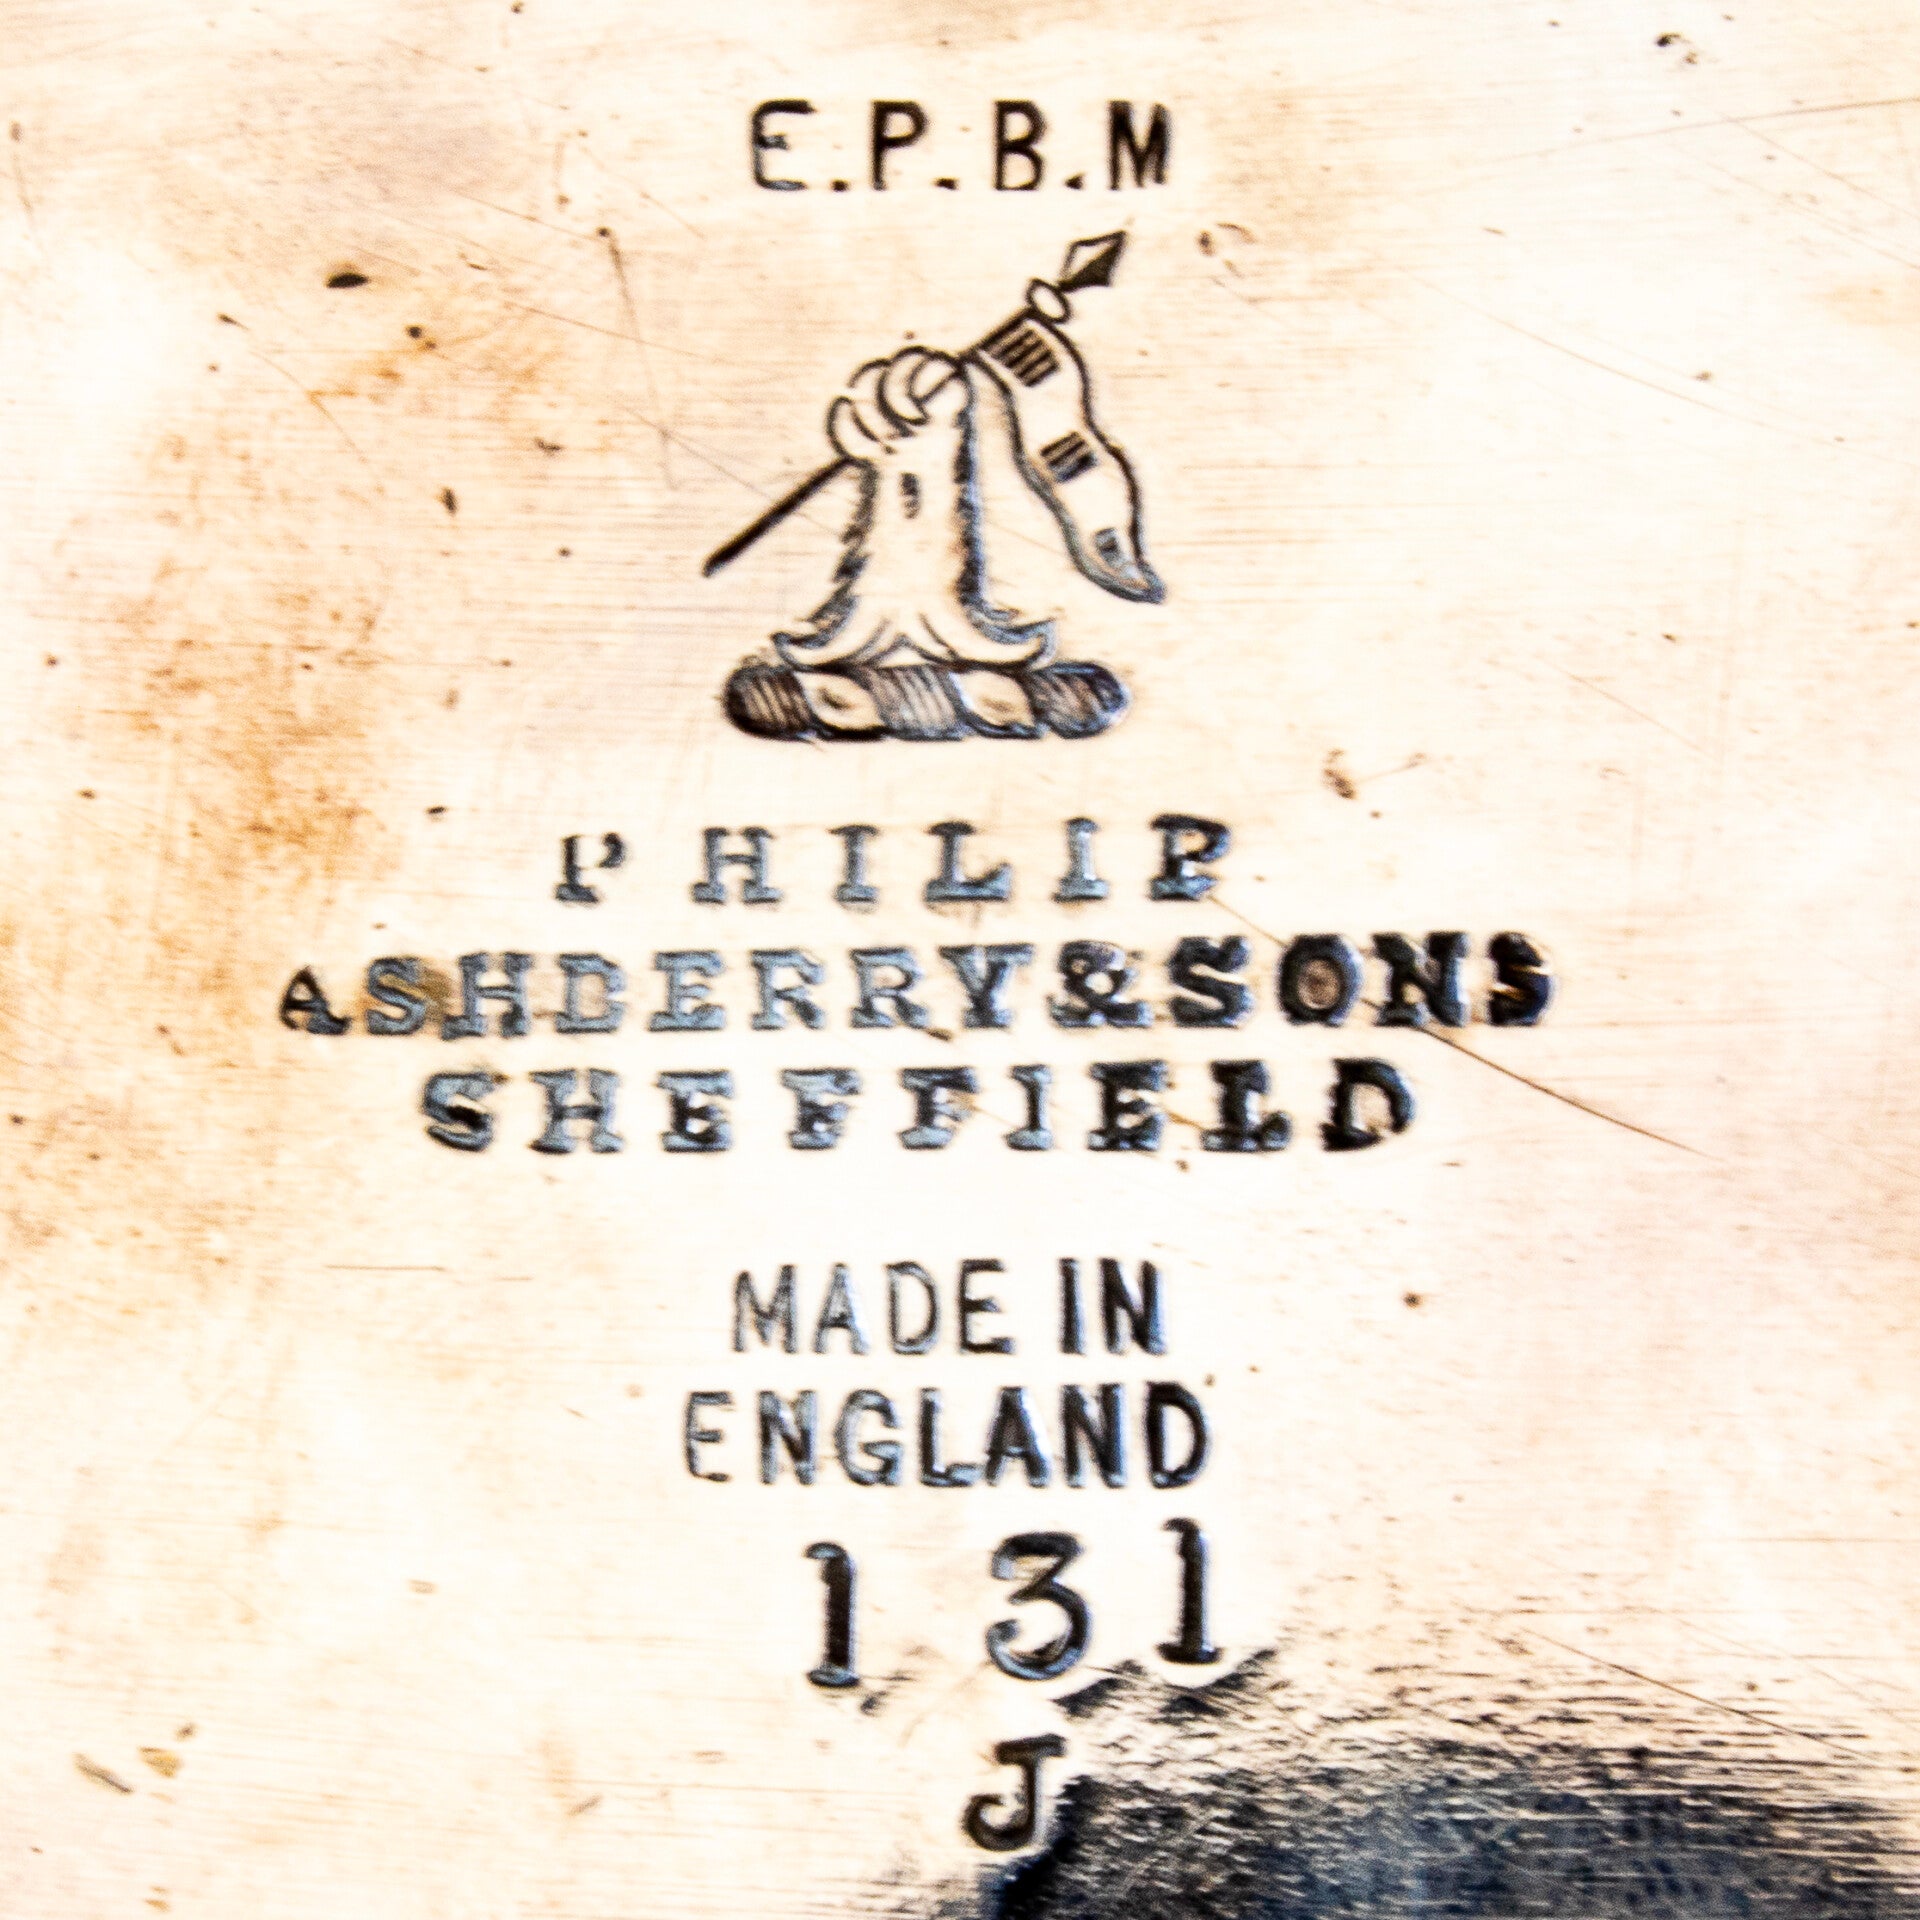 E.P.B.M
PHILIP
ASHBERRY&SONS
SHEFFIELD
MADE IN
ENGLAND
131
J